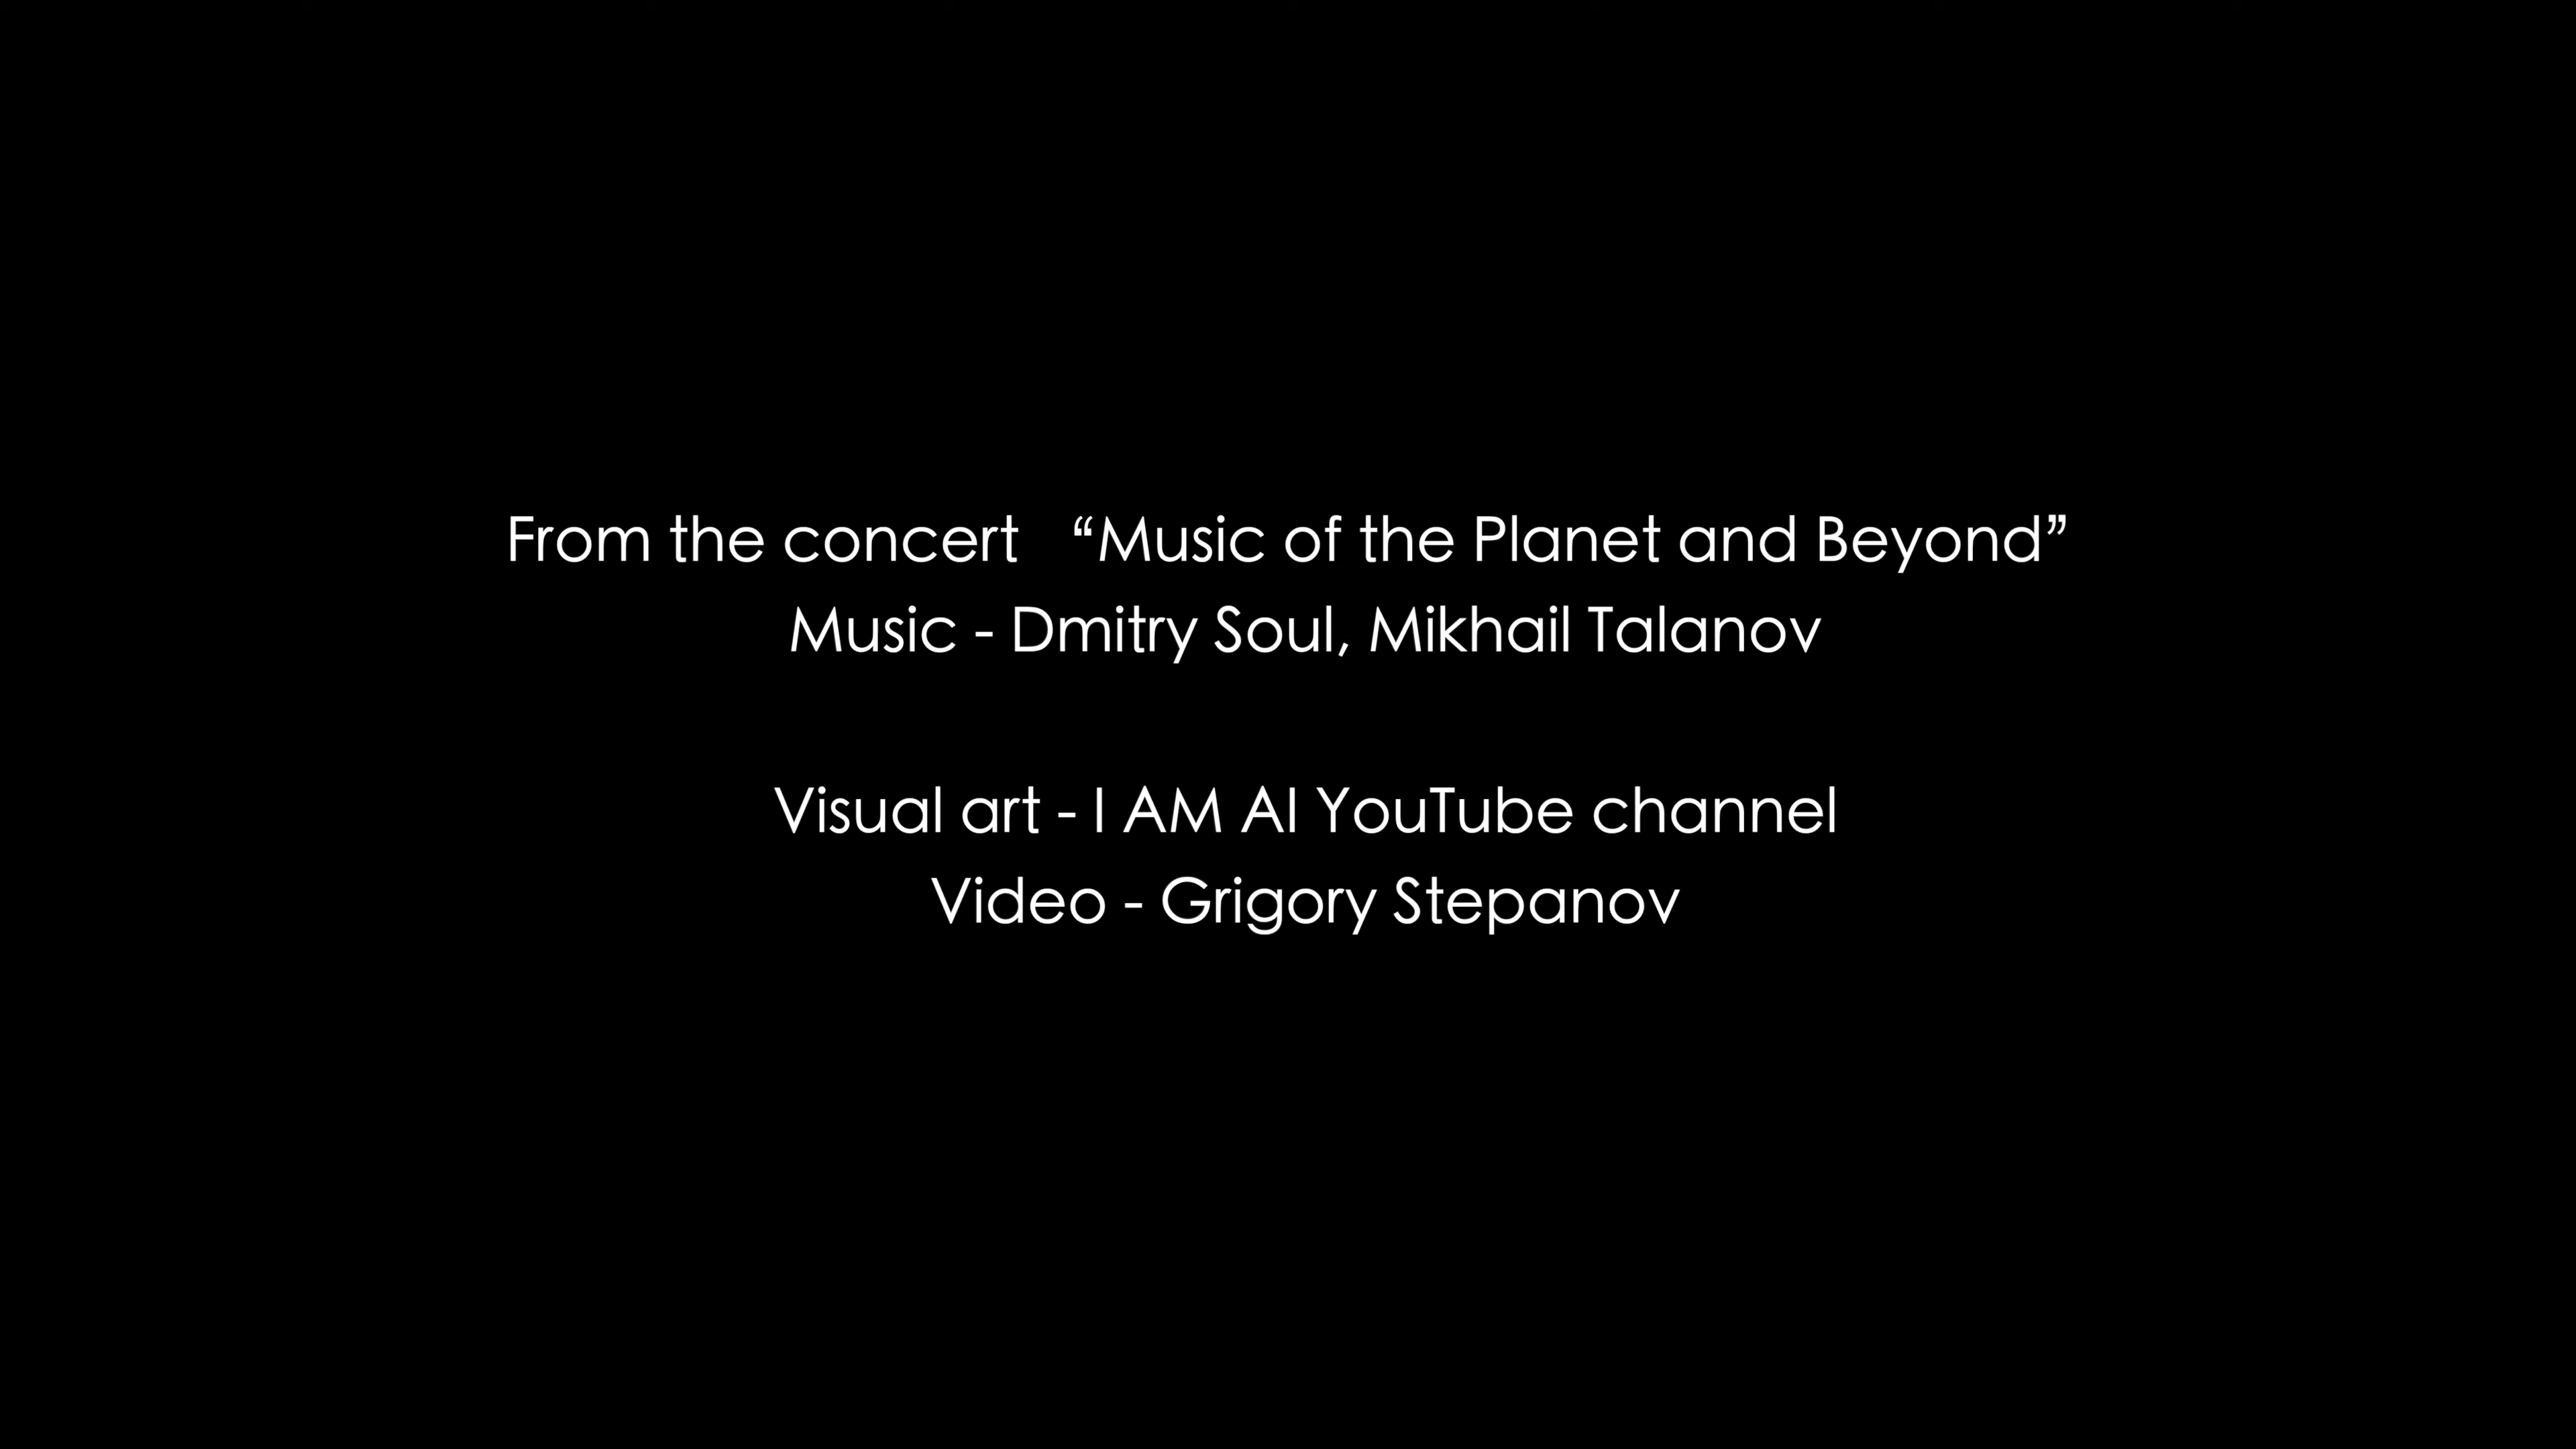 From the concert “Music of the Planet and Beyond”
Music - Dmitry Soul, Mikhail Talanov
Visual art - I AM AI YouTube channel
Video - Grigory Stepanov